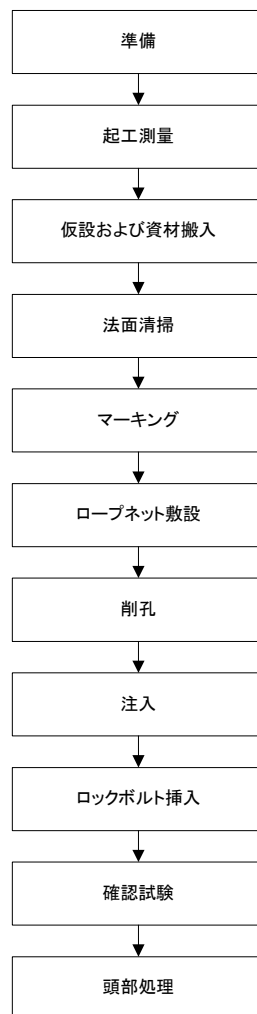 準備
起工測量
仮設および資材搬入
法面清掃
マーキング
ロープネット敷設
削孔
注入
ロックボルト挿入
確認試験
頭部処理